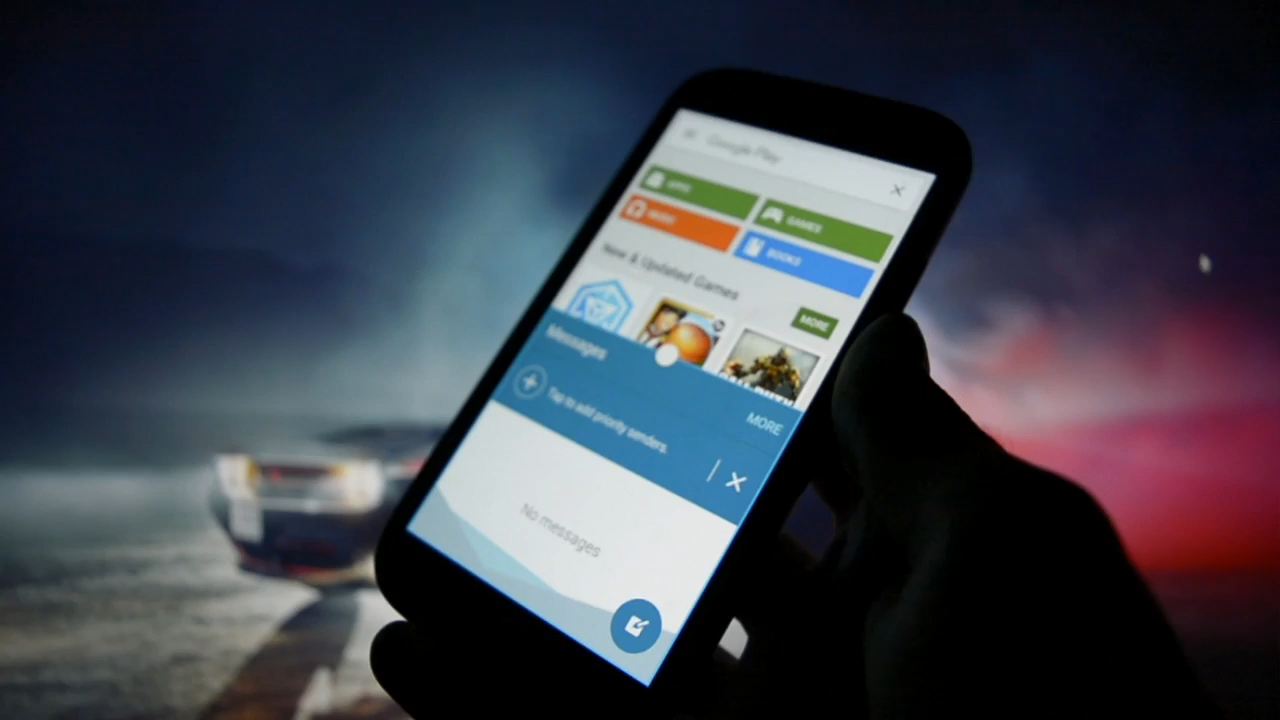 Google Play
APPS
GAMES
MUSIC
BOOKS
New & Updated Games
MORE
Messages
MORE
Tap to add priority senders.
No messages